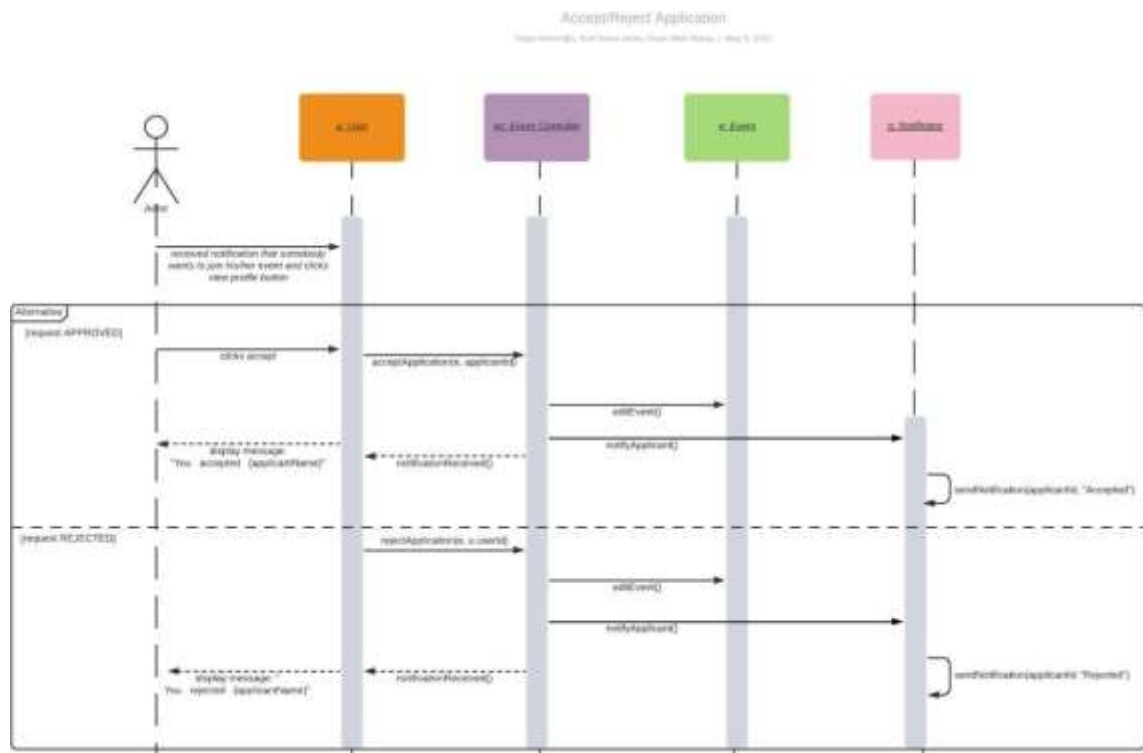 Accept/Reject Application
u: User
ec: Event Controller
e: Event
n: Notificator
Actor
received notification that somebody
wants to join his/her event and clicks
view profile button
Alternative
[request APPROVED]
clicks accept
acceptApplication(e, applicantId)
editEvent()
notifyApplicant()
display message:
"You accepted {applicantName}"
notificationReceived()
sendNotification(applicantId, "Accepted")
[request REJECTED]
rejectApplication(e, u.userId)
editEvent()
notifyApplicant()
display message: "
You rejected {applicantName}"
notificationReceived()
sendNotification(applicantId "Rejected")